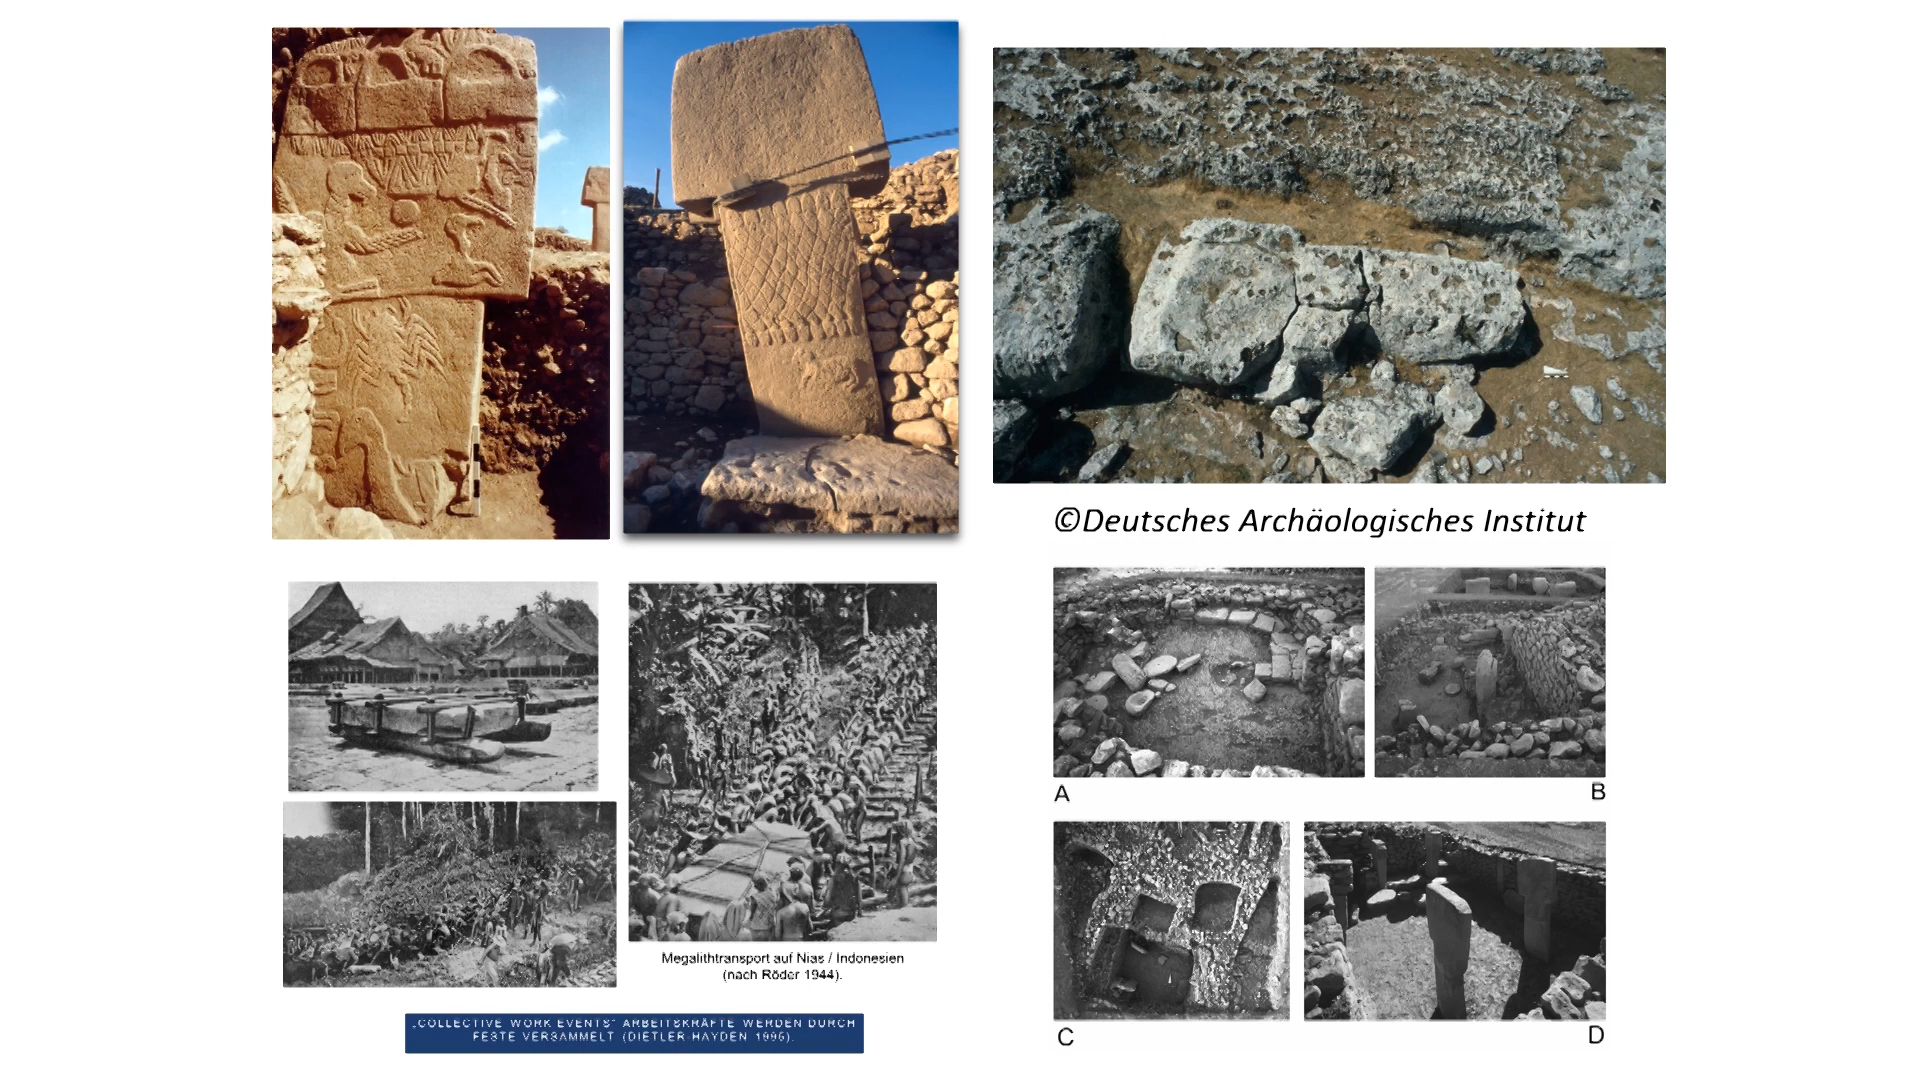 ©Deutsches Archäologisches Institut
A
B
Megalithtransport auf Nias / Indonesien
(nach Röder 1944).
„COLLECTIVE WORK EVENTS“ ARBEITSKRÄFTE WERDEN DURCH
FESTE VERSAMMELT (DIETLER-HAYDEN 1996).
C
D